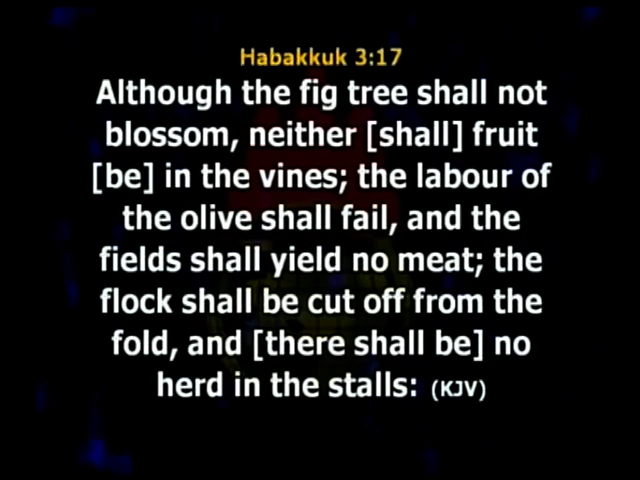 Habakkuk 3:17
Although the fig tree shall not
blossom, neither [shall] fruit
[be] in the vines; the labour of
the olive shall fail, and the
fields shall yield no meat; the
flock shall be cut off from the
fold, and [there shall be] no
herd in the stalls: (KJV)